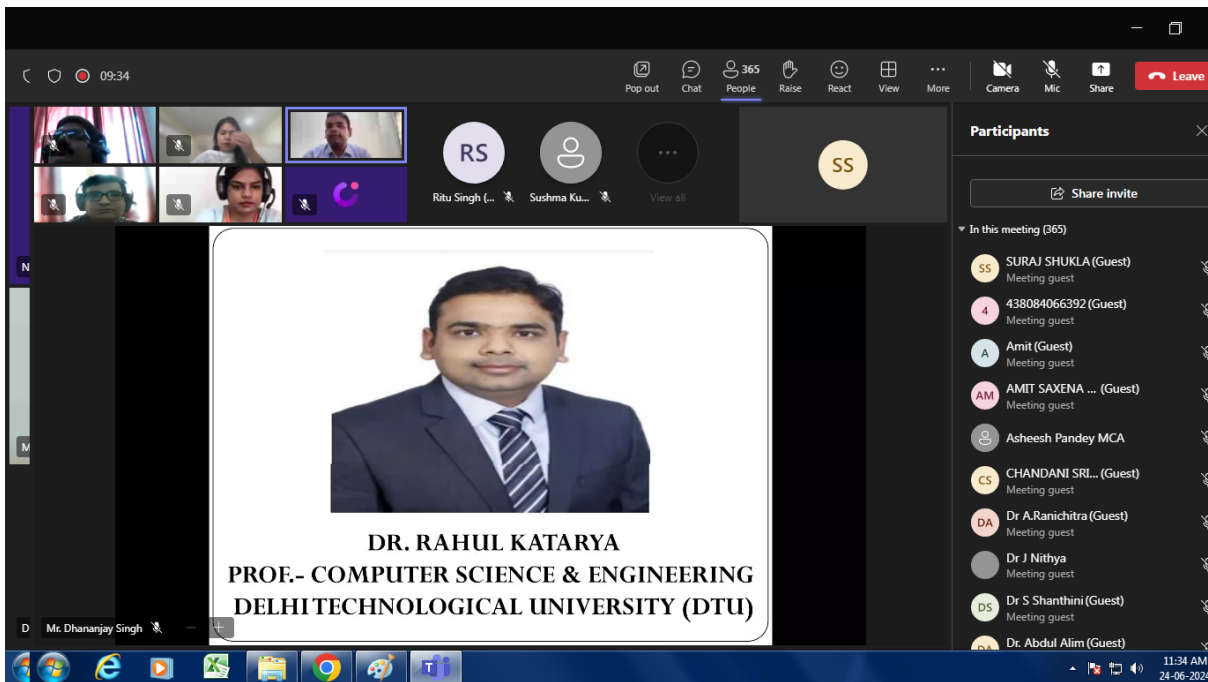 09:34
Pop out
Chat
365
People
Raise
React
View
More
Camera
Mic
Share
Leave
RS
Ritu Singh (...
Sushma Ku...
View all
SS
N
M
D
DR. RAHUL KATARYA
PROF.- COMPUTER SCIENCE & ENGINEERING
DELHI TECHNOLOGICAL UNIVERSITY (DTU)
Mr. Dhananjay Singh
Participants
Share invite
In this meeting (365)
SS
SURAJ SHUKLA (Guest)
Meeting guest
4
438084066392 (Guest)
Meeting guest
A
Amit (Guest)
Meeting guest
AM
AMIT SAXENA ... (Guest)
Meeting guest
Asheesh Pandey MCA
CS
CHANDANI SRI... (Guest)
Meeting guest
DA
Dr A.Ranichitra (Guest)
Meeting guest
Dr J Nithya
Meeting guest
DS
Dr S Shanthini (Guest)
Meeting guest
DA
Dr. Abdul Alim (Guest)
11:34 AM
24-06-2024